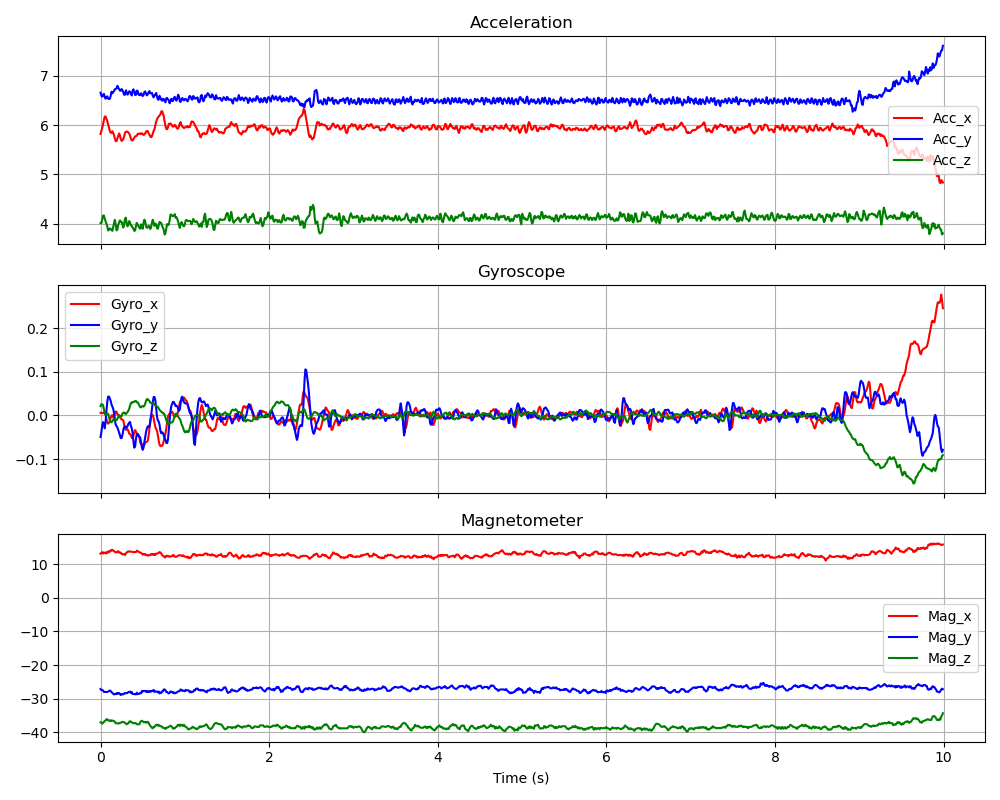 Acceleration
7
6
5
4
Acc_x
Acc_y
Acc_z
Gyroscope
0.2
0.1
0.0
−0.1
Gyro_x
Gyro_y
Gyro_z
Magnetometer
10
0
−10
−20
−30
−40
Mag_x
Mag_y
Mag_z
0 2 4 6 8 10
Time (s)